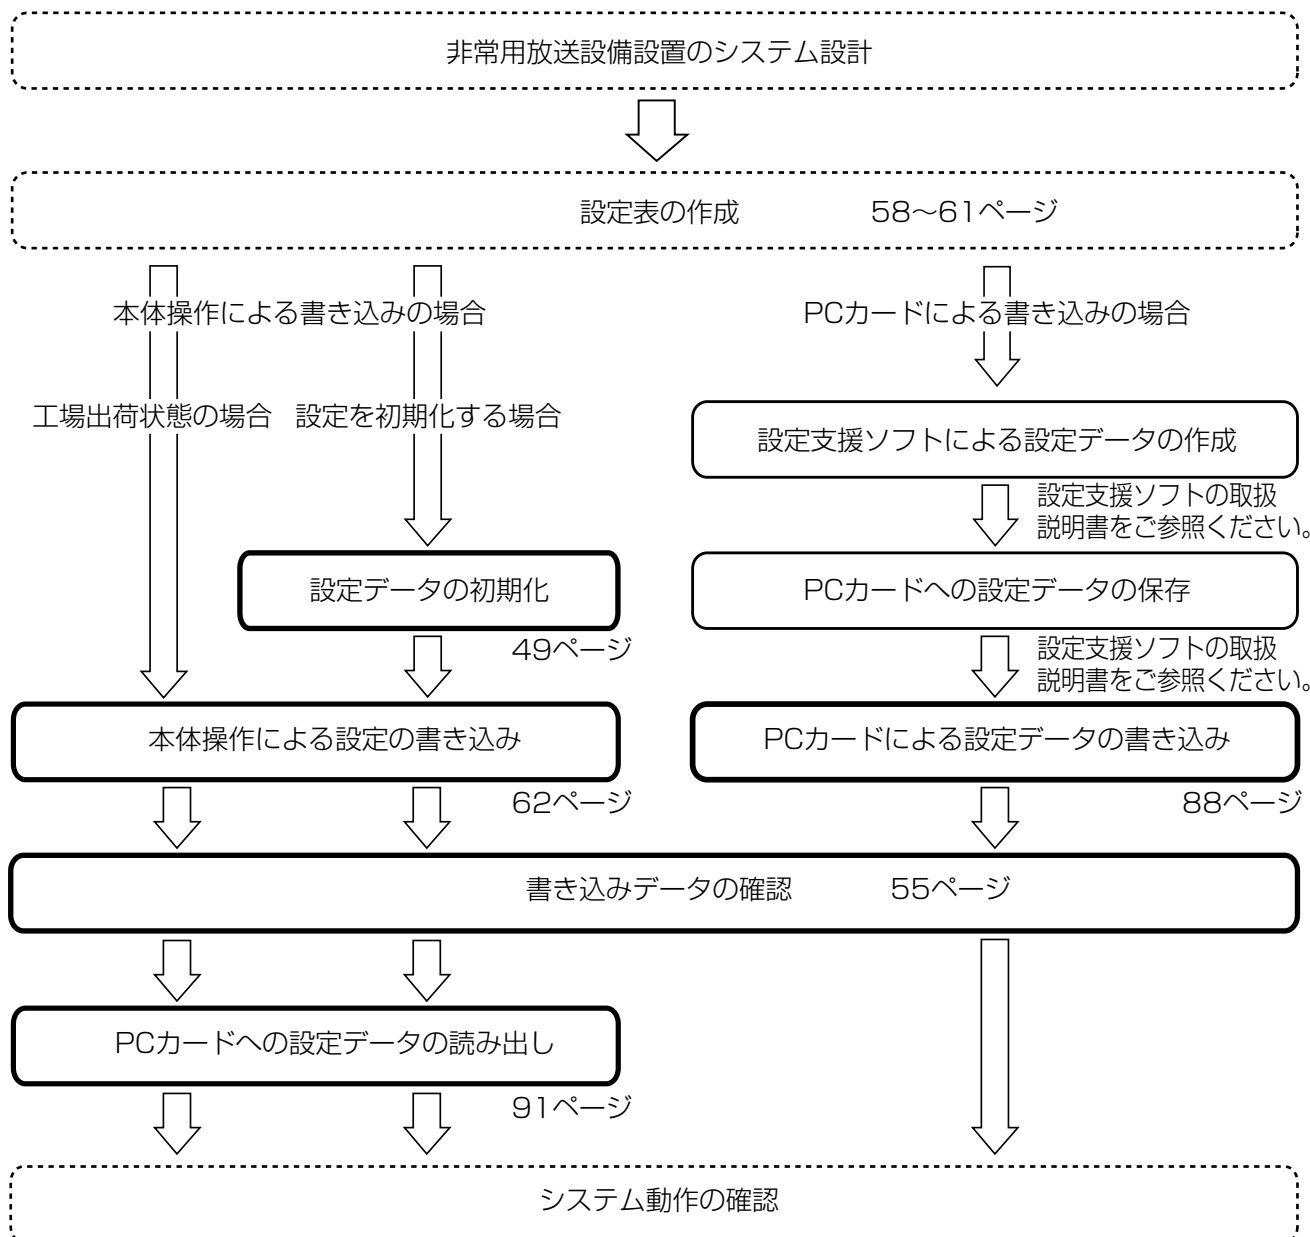 非常用放送設備設置のシステム設計
設定表の作成 58〜61ページ
本体操作による書き込みの場合
PCカードによる書き込みの場合
工場出荷状態の場合
設定を初期化する場合
設定支援ソフトによる設定データの作成
設定支援ソフトの取扱
説明書をご参照ください。
設定データの初期化
49ページ
PCカードへの設定データの保存
設定支援ソフトの取扱
説明書をご参照ください。
本体操作による設定の書き込み
62ページ
PCカードによる設定データの書き込み
88ページ
書き込みデータの確認 55ページ
PCカードへの設定データの読み出し
91ページ
システム動作の確認